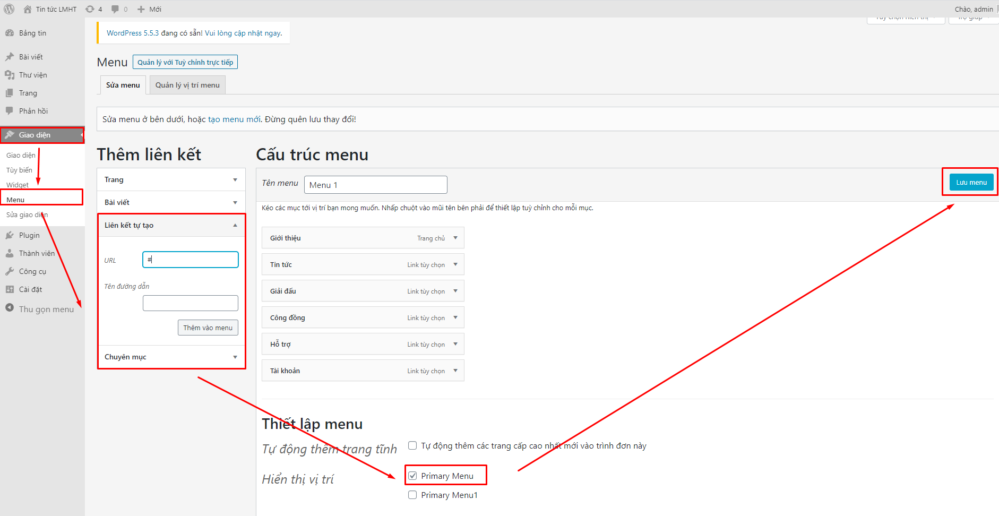 Tin tức LMHT 4 0 Mới Chào, admin
Bảng tin
Bài viết
Thư viện
Trang
Phản hồi
Giao diện
Giao diện
Tùy biến
Widget
Menu
Sửa giao diện
Plugin
Thành viên
Công cụ
Cài đặt
Thu gọn menu
Tùy chọn hiển thị Trợ giúp
WordPress 5.5.3 đang có sẵn! Vui lòng cập nhật ngay.
Menu Quản lý với Tuỳ chỉnh trực tiếp
Sửa menu Quản lý vị trí menu
Sửa menu ở bên dưới, hoặc tạo menu mới. Đừng quên lưu thay đổi!
Thêm liên kết
Trang
Bài viết
Liên kết tự tạo
URL #
Tên đường dẫn
Thêm vào menu
Chuyên mục
Cấu trúc menu
Tên menu Menu 1 Lưu menu
Kéo các mục tới vị trí bạn mong muốn. Nhấp chuột vào mũi tên bên phải để thiết lập tuỳ chỉnh cho mỗi mục.
Giới thiệu Trang chủ
Tin tức Link tùy chọn
Giải đấu Link tùy chọn
Công đồng Link tùy chọn
Hỗ trợ Link tùy chọn
Tài khoản Link tùy chọn
Thiết lập menu
Tự động thêm trang tĩnh Tự động thêm các trang cấp cao nhất mới vào trình đơn này
Hiển thị vị trí Primary Menu
Primary Menu1